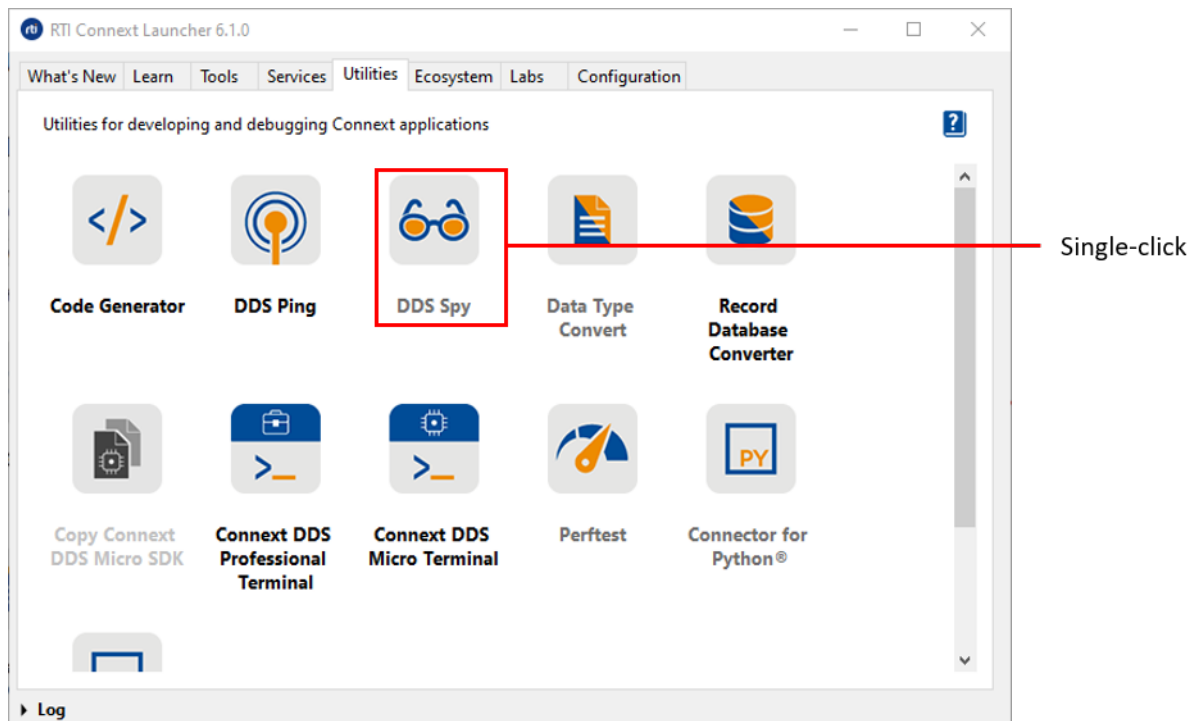 rti RTI Connext Launcher 6.1.0
What's New Learn Tools Services Utilities Ecosystem Labs Configuration
Utilities for developing and debugging Connext applications
?
</>
Code Generator
DDS Ping
DDS Spy
Data Type
Convert
Record
Database
Converter
Single-click
>_
>_
PY
Copy Connext
DDS Micro SDK
Connext DDS
Professional
Terminal
Connext DDS
Micro Terminal
Perftest
Connector for
Python®
Log